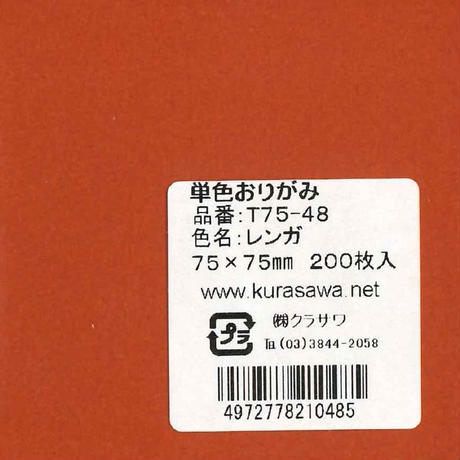 単色おりがみ
品番:T75-48
色名:レンガ
75×75mm 200枚入
www.kurasawa.net
プラ
㈱クラサワ
℡(03)3844-2058
4972778210485